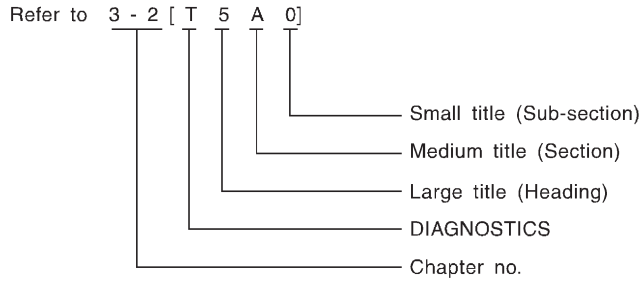 Refer to 3 - 2 [ T 5 A 0]
Small title (Sub-section)
Medium title (Section)
Large title (Heading)
DIAGNOSTICS
Chapter no.